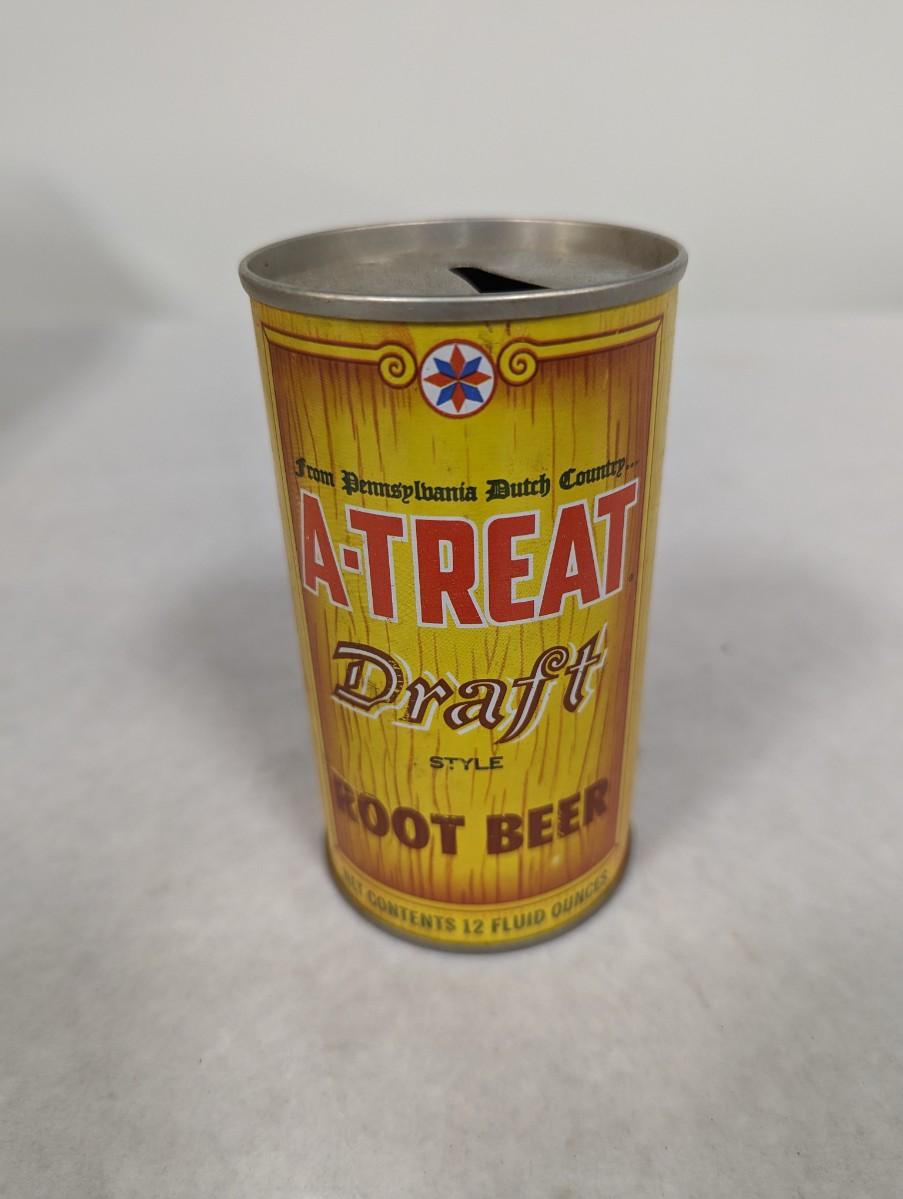 From Pennsylvania Dutch Country...
A·TREAT
Draft
STYLE
ROOT BEER
NET CONTENTS 12 FLUID OUNCES